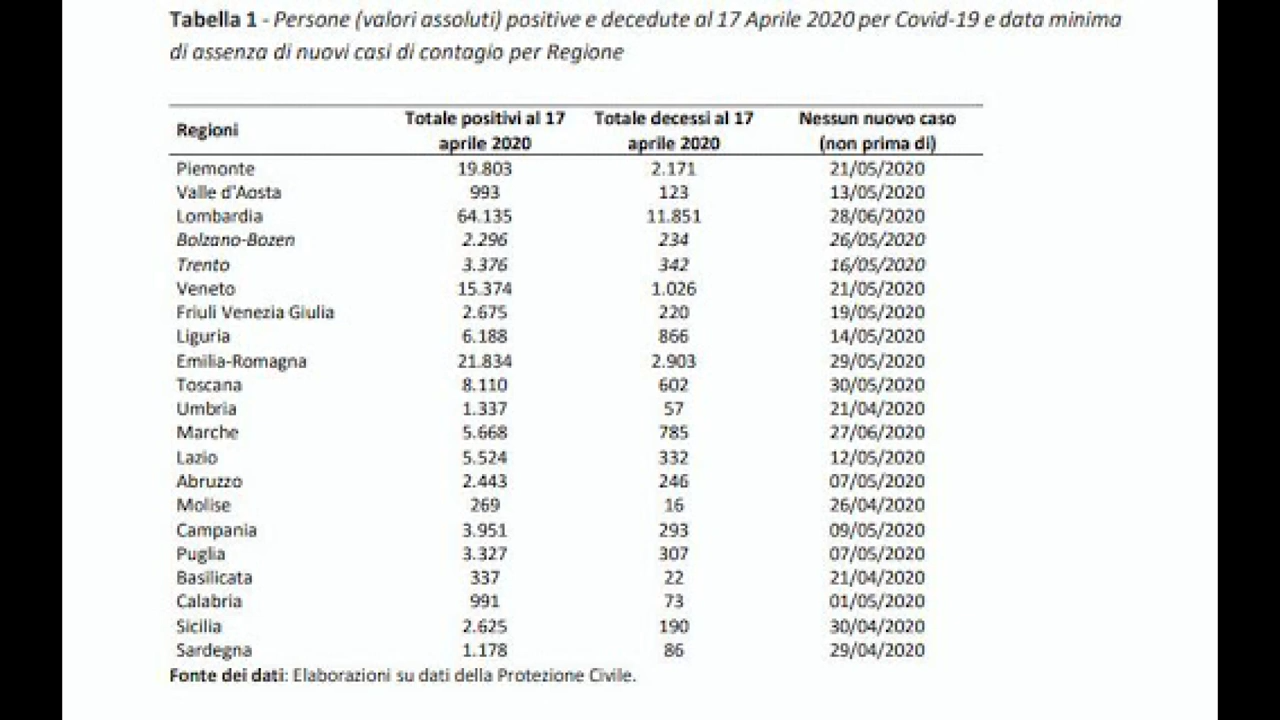 Tabella 1 - Persone (valori assoluti) positive e decedute al 17 Aprile 2020 per Covid-19 e data minima
di assenza di nuovi casi di contagio per Regione
Regioni Totale positivi al 17 aprile 2020 Totale decessi al 17 aprile 2020 Nessun nuovo caso (non prima di)
Piemonte 19.803 2.171 21/05/2020
Valle d'Aosta 993 123 13/05/2020
Lombardia 64.135 11.851 28/06/2020
Bolzano-Bozen 2.296 234 26/05/2020
Trento 3.376 342 16/05/2020
Veneto 15.374 1.026 21/05/2020
Friuli Venezia Giulia 2.675 220 19/05/2020
Liguria 6.188 866 14/05/2020
Emilia-Romagna 21.834 2.903 29/05/2020
Toscana 8.110 602 30/05/2020
Umbria 1.337 57 21/04/2020
Marche 5.668 785 27/06/2020
Lazio 5.524 332 12/05/2020
Abruzzo 2.443 246 07/05/2020
Molise 269 16 26/04/2020
Campania 3.951 293 09/05/2020
Puglia 3.327 307 07/05/2020
Basilicata 337 22 21/04/2020
Calabria 991 73 01/05/2020
Sicilia 2.625 190 30/04/2020
Sardegna 1.178 86 29/04/2020
Fonte dei dati: Elaborazioni su dati della Protezione Civile.